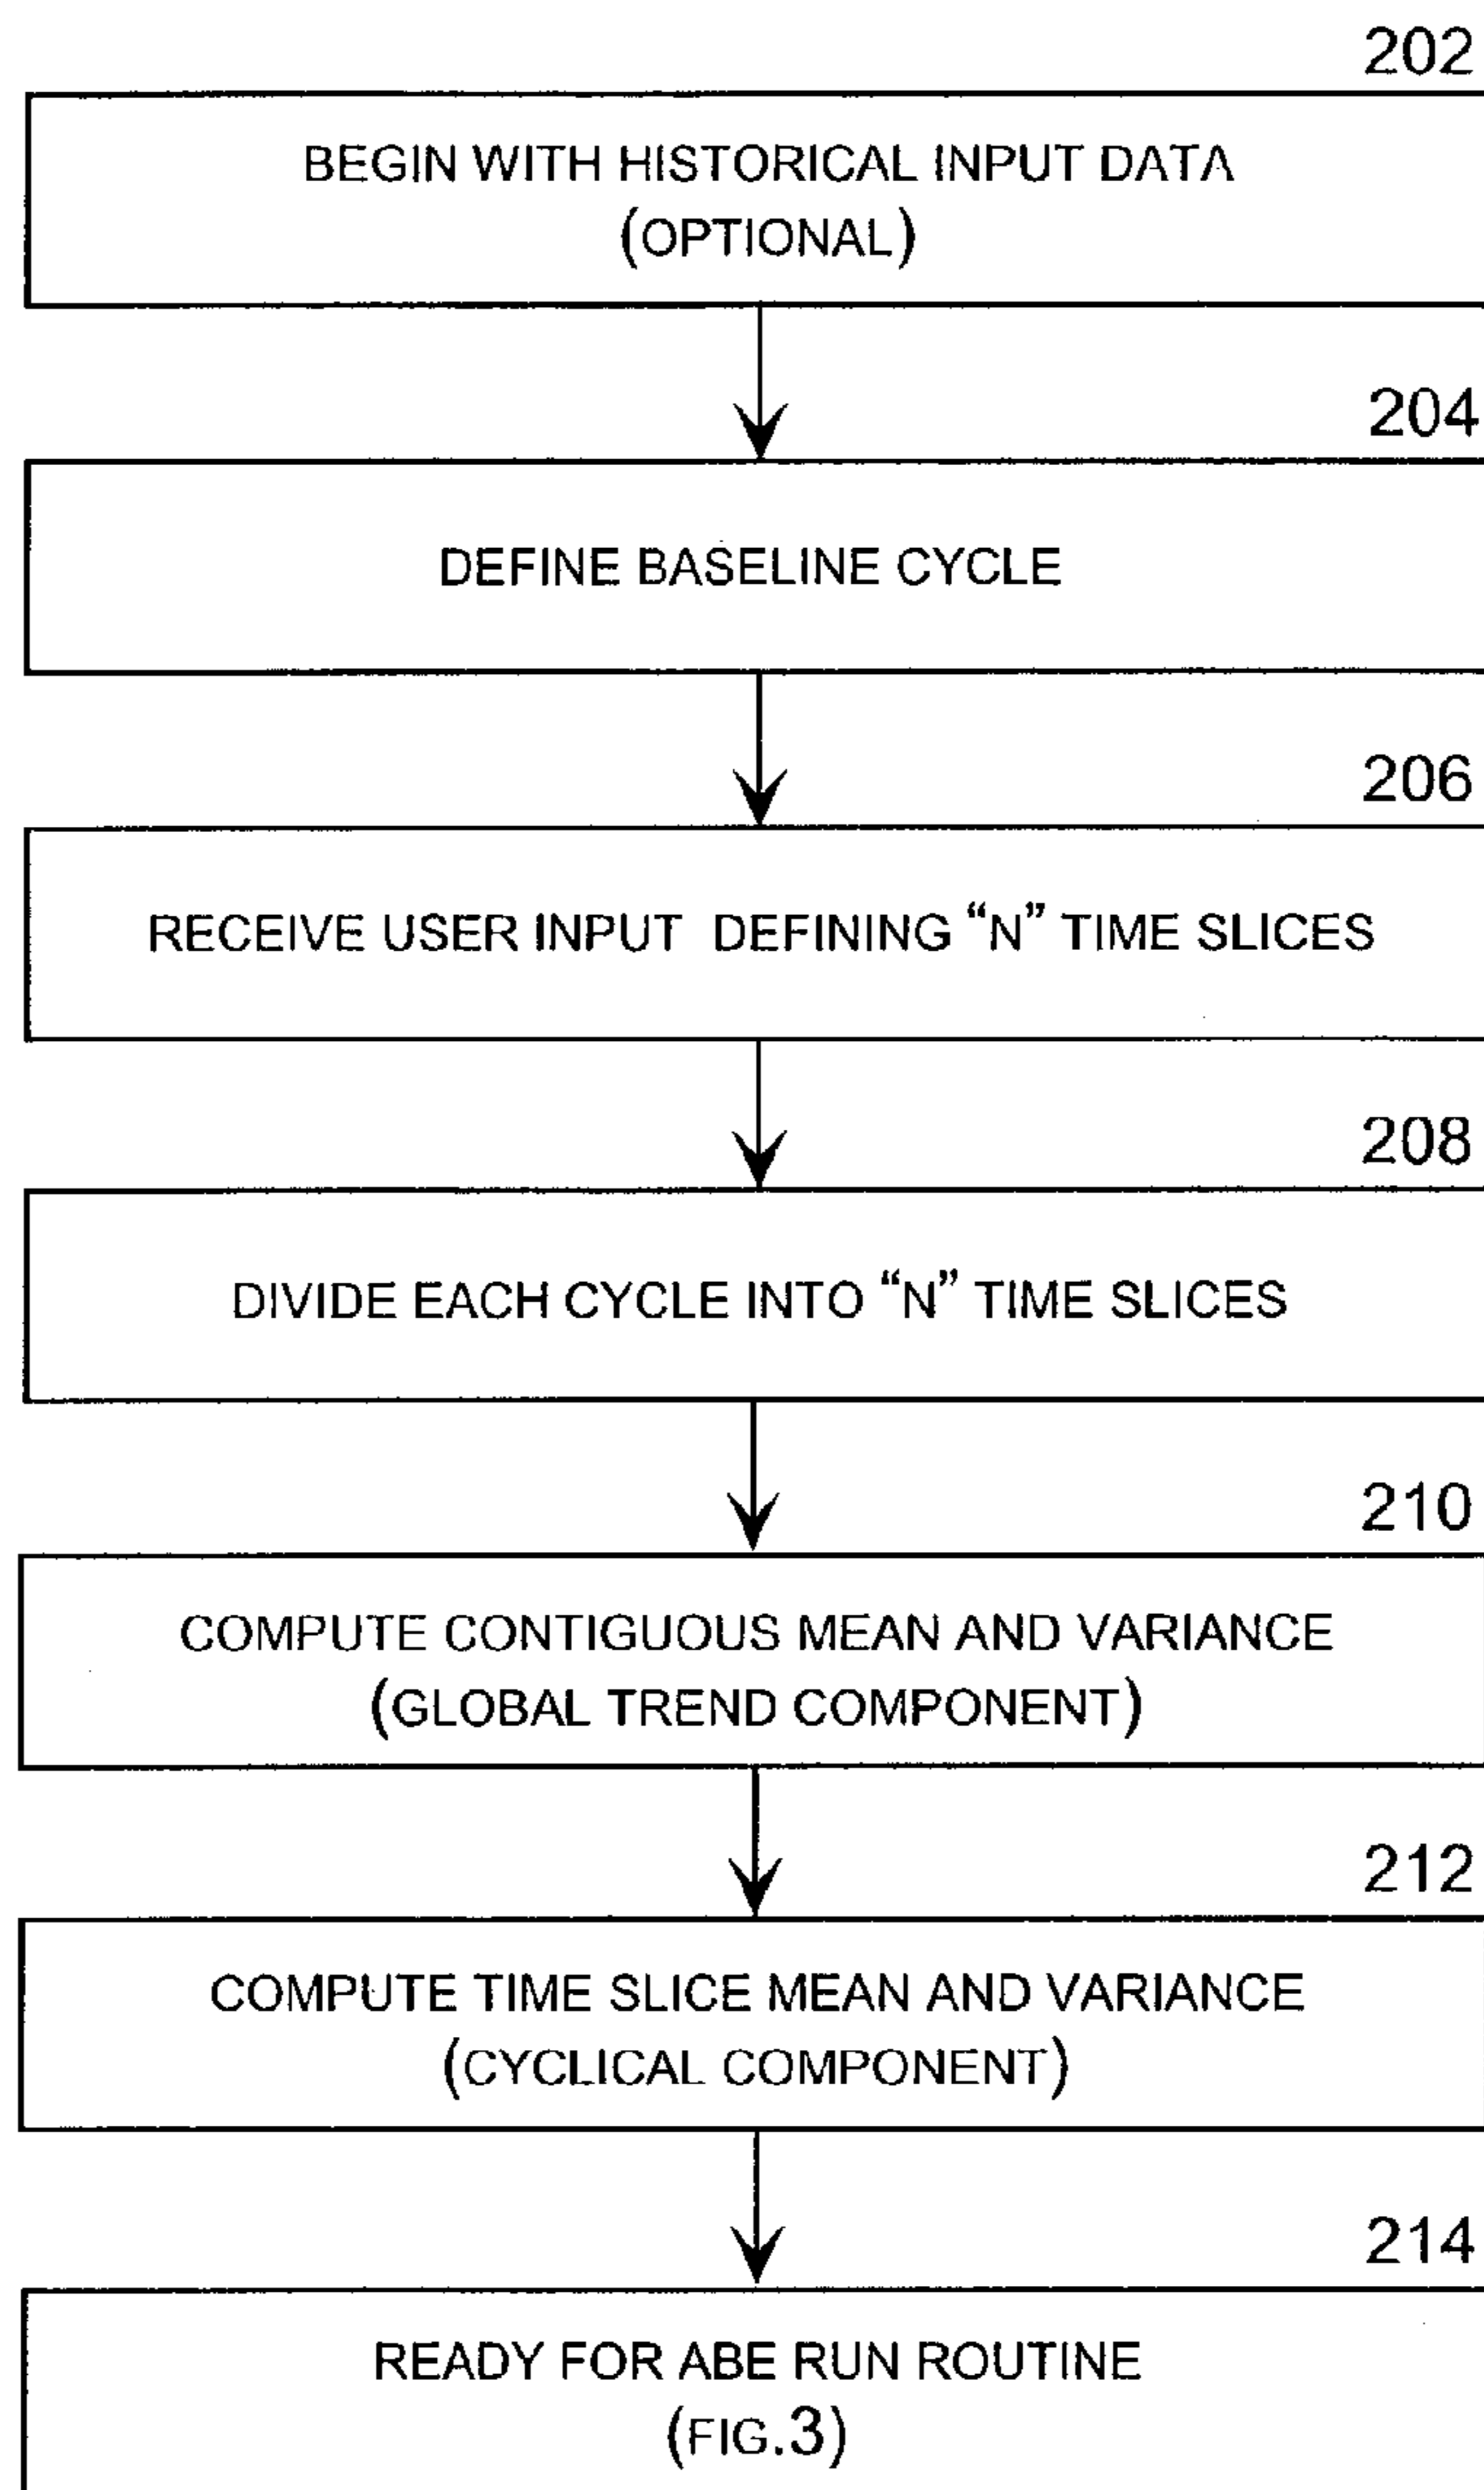 202
BEGIN WITH HISTORICAL INPUT DATA
(OPTIONAL)
204
DEFINE BASELINE CYCLE
206
RECEIVE USER INPUT DEFINING “N” TIME SLICES
208
DIVIDE EACH CYCLE INTO “N” TIME SLICES
210
COMPUTE CONTIGUOUS MEAN AND VARIANCE
(GLOBAL TREND COMPONENT)
212
COMPUTE TIME SLICE MEAN AND VARIANCE
(CYCLICAL COMPONENT)
214
READY FOR ABE RUN ROUTINE
(FIG.3)